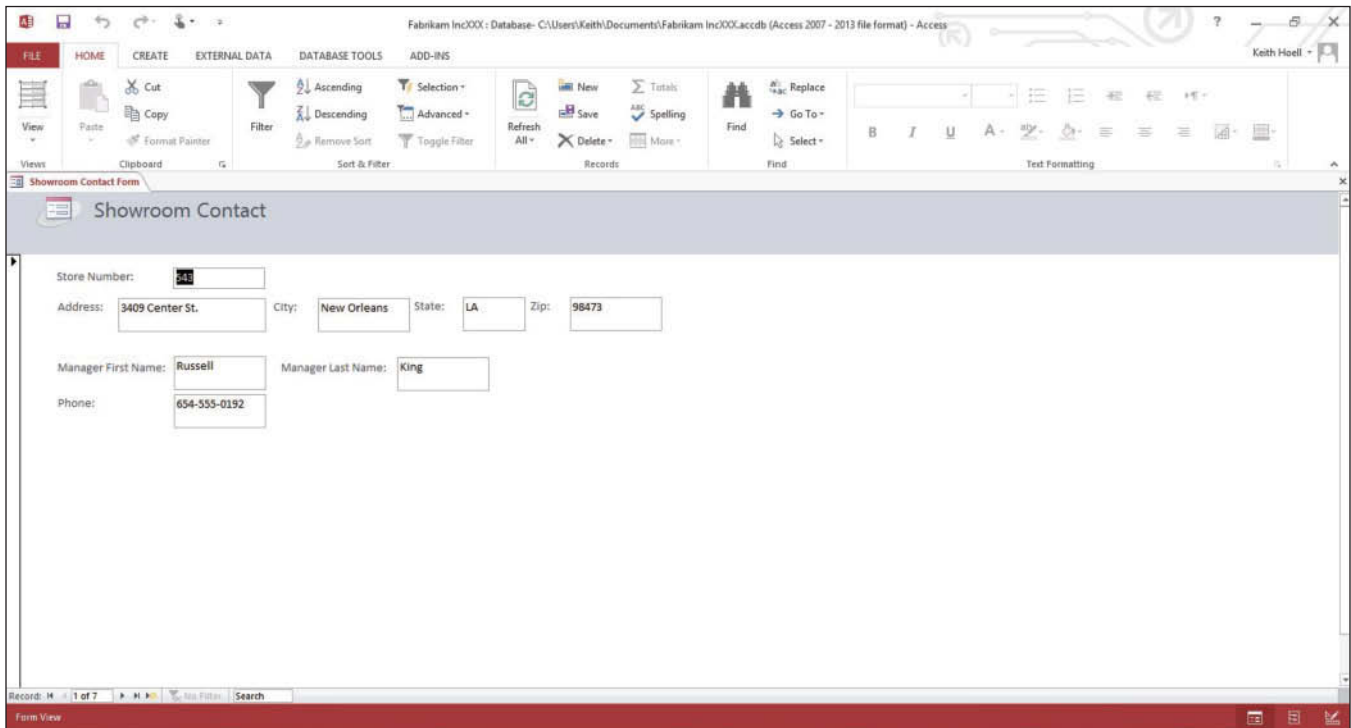 Fabrikam IncXXX : Database- C:\Users\Keith\Documents\Fabrikam IncXXX.accdb (Access 2007 - 2013 file format) - Access
?
FILE HOME CREATE EXTERNAL DATA DATABASE TOOLS ADD-INS Keith Hoell
View Paste Cut Copy Format Painter
Filter Ascending Descending Remove Sort Selection Advanced Toggle Filter
Refresh All New Save Delete Totals Spelling More
Find Replace Go To Select
B I U A
Views Clipboard Sort & Filter Records Find Text Formatting
Showroom Contact Form
Showroom Contact
Store Number: 543
Address: 3409 Center St. City: New Orleans State: LA Zip: 98473
Manager First Name: Russell Manager Last Name: King
Phone: 654-555-0192
Record: 1 of 7 No Filter Search
Form View